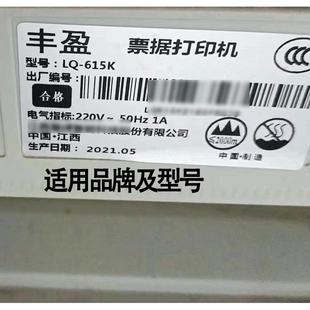 丰盈 票据打印机
型号: LQ-615K
出厂编号:
合格
电气指标:220V~ 50Hz 1A
股份有限公司
中国·江西
≤2000m
生产日期: 2021.05
中国·制造
适用品牌及型号